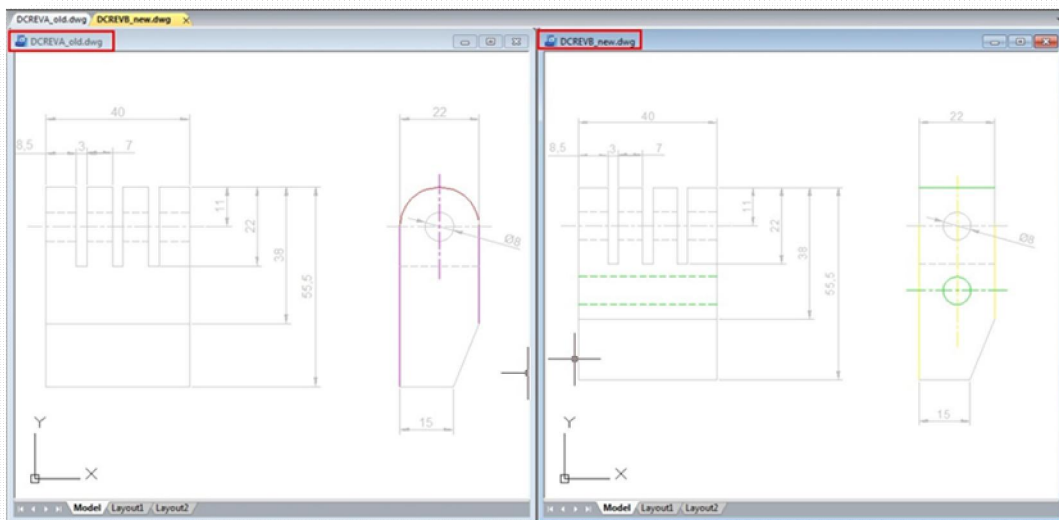 DCREVA_old.dwg DCREVB_new.dwg
DCREVA_old.dwg
40
22
8,5
3
7
11
22
38
55,5
Ø8
15
Y
X
Model Layout1 Layout2
DCREVB_new.dwg
40
22
8,5
3
7
11
22
38
55,5
Ø8
15
Y
X
Model Layout1 Layout2